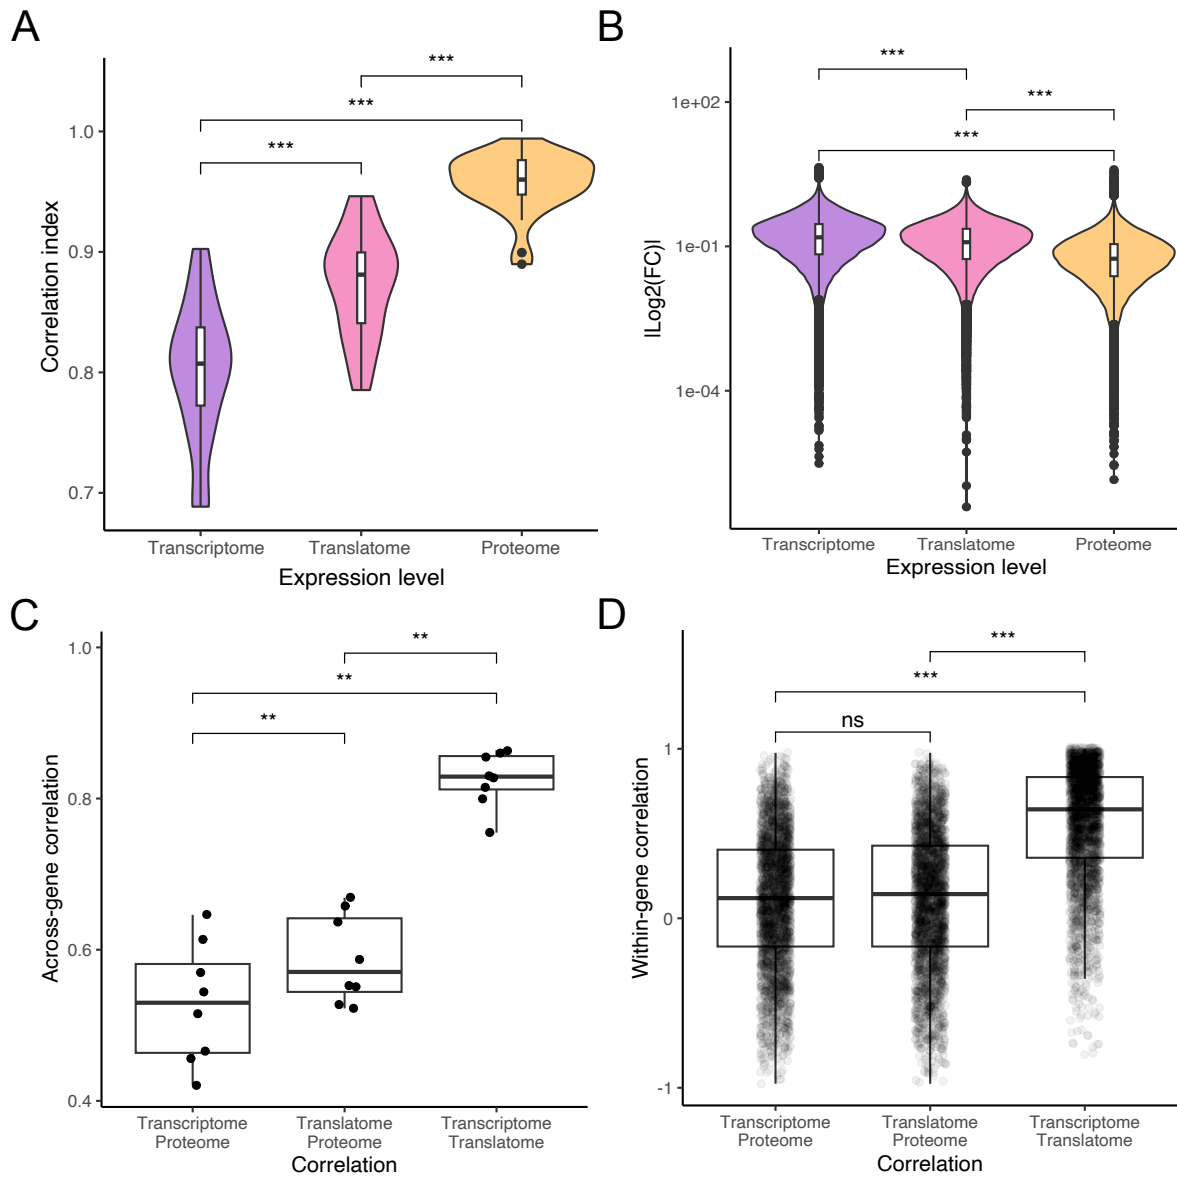 A
***
***
***
1.0
0.9
0.8
0.7
Correlation index
Transcriptome
Translatome
Proteome
Expression level
B
***
***
***
1e+02
1e-01
1e-04
|Log2(FC)|
Transcriptome
Translatome
Proteome
Expression level
C
**
**
**
1.0
0.8
0.6
0.4
Across-gene correlation
Transcriptome
Proteome
Translatome
Proteome
Transcriptome
Translatome
Correlation
D
***
***
ns
1
0
-1
Within-gene correlation
Transcriptome
Proteome
Translatome
Proteome
Transcriptome
Translatome
Correlation